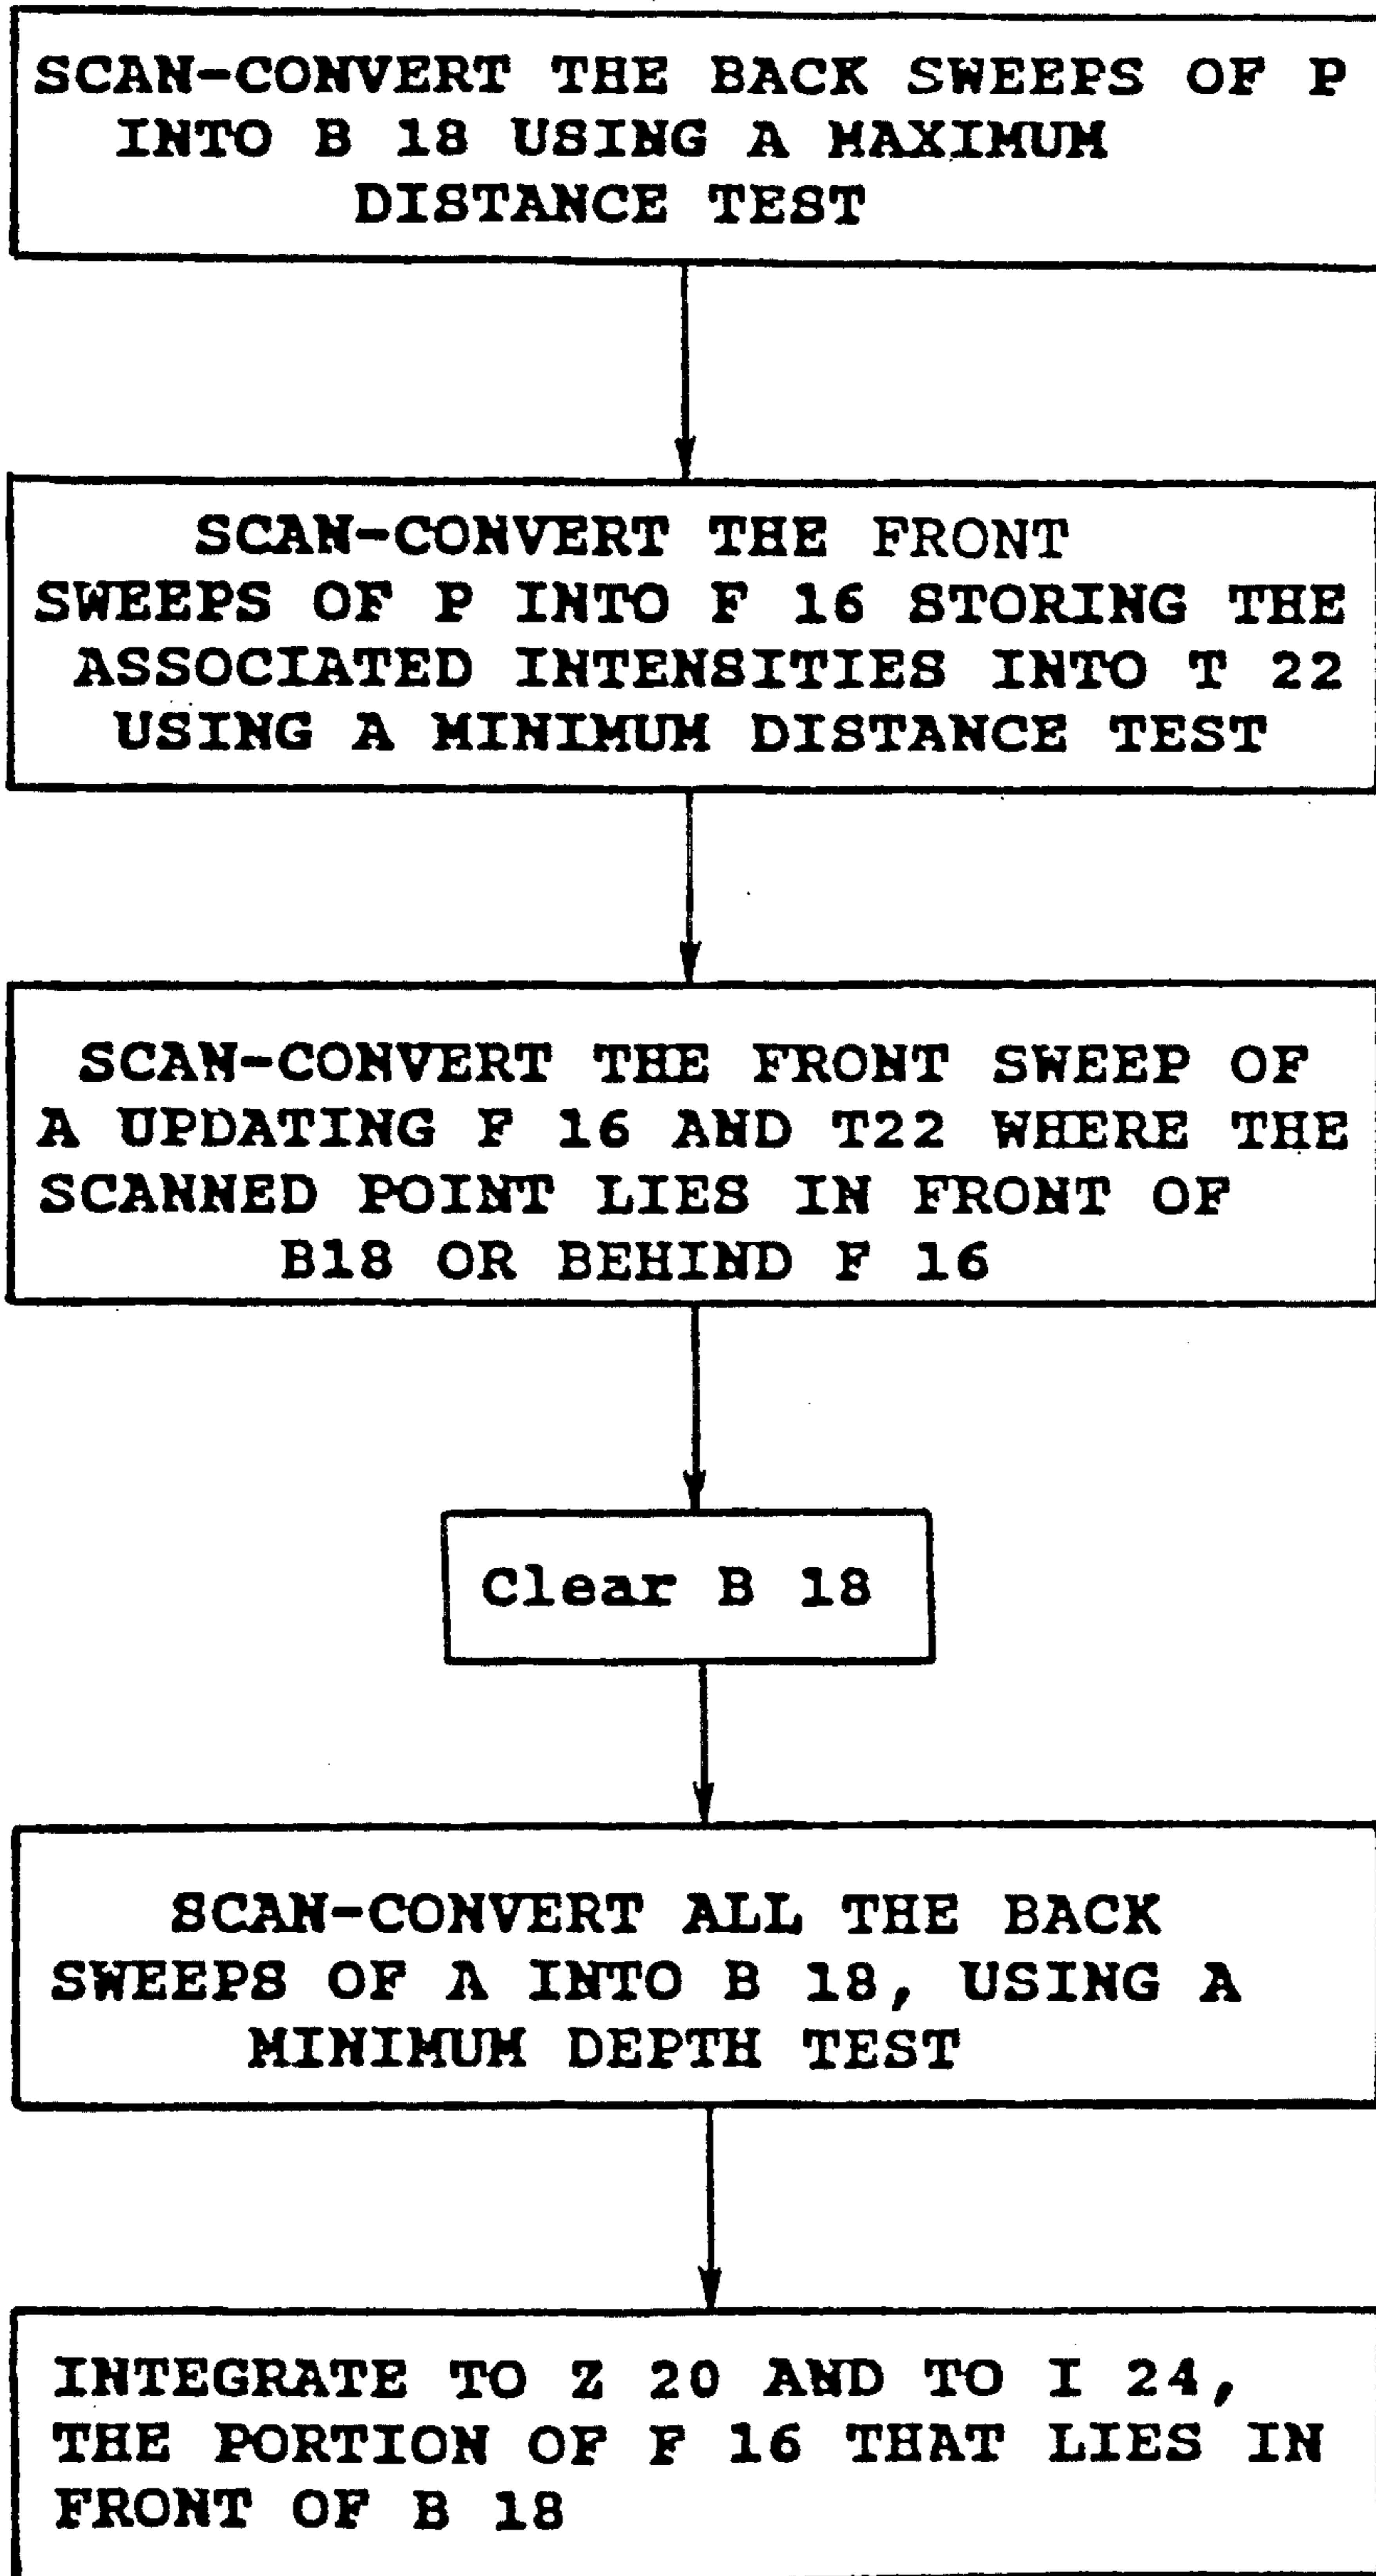 SCAN-CONVERT THE BACK SWEEPS OF P
INTO B 18 USING A MAXIMUM
DISTANCE TEST
SCAN-CONVERT THE FRONT
SWEEPS OF P INTO F 16 STORING THE
ASSOCIATED INTENSITIES INTO T 22
USING A MINIMUM DISTANCE TEST
SCAN-CONVERT THE FRONT SWEEP OF
A UPDATING F 16 AND T22 WHERE THE
SCANNED POINT LIES IN FRONT OF
B18 OR BEHIND F 16
Clear B 18
SCAN-CONVERT ALL THE BACK
SWEEPS OF A INTO B 18, USING A
MINIMUM DEPTH TEST
INTEGRATE TO Z 20 AND TO I 24,
THE PORTION OF F 16 THAT LIES IN
FRONT OF B 18